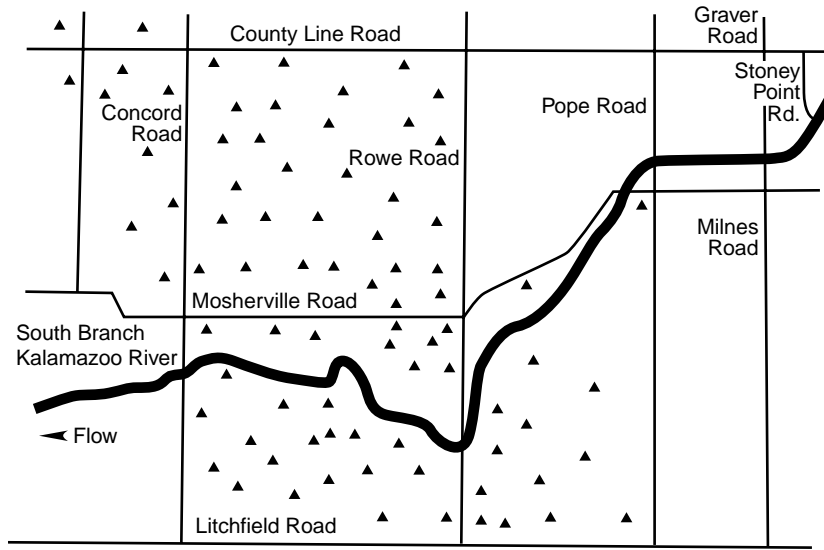 Graver
Road
County Line Road
Stoney
Point
Rd.
Concord
Road
Pope Road
Rowe Road
Milnes
Road
Mosherville Road
South Branch
Kalamazoo River
Flow
Litchfield Road